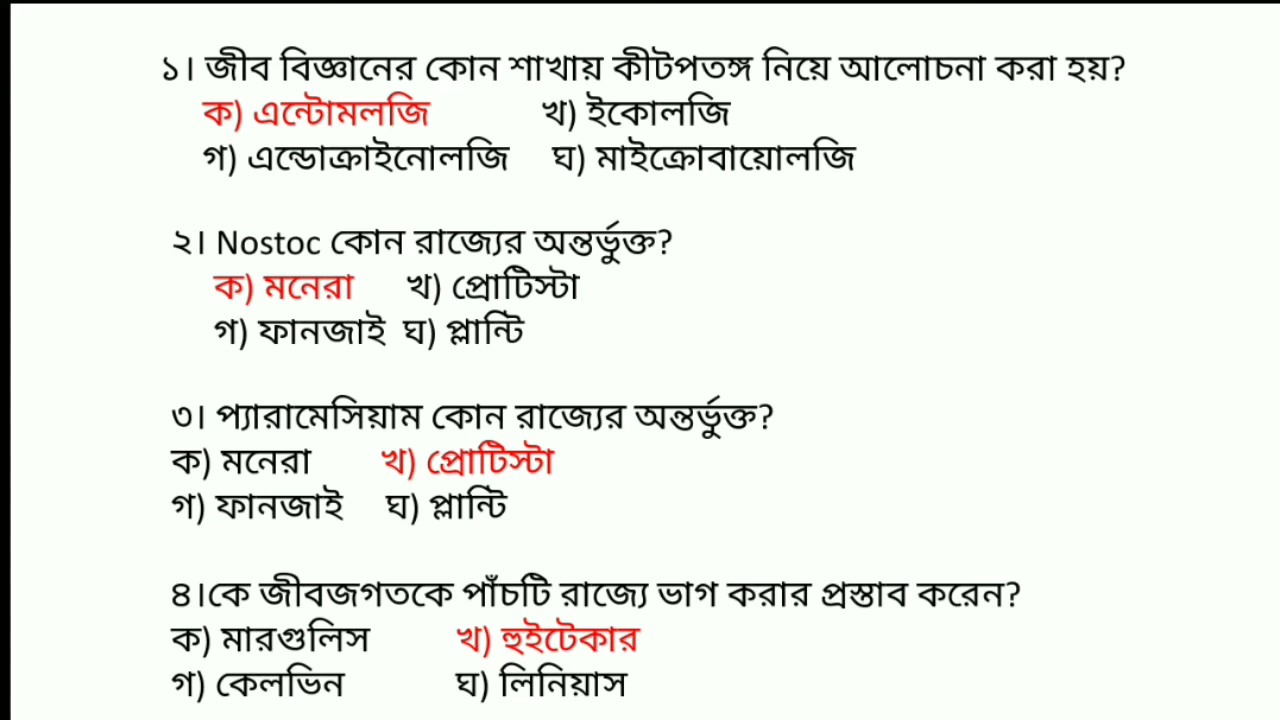 ১। জীব বিজ্ঞানের কোন শাখায় কীটপতঙ্গ নিয়ে আলোচনা করা হয়?
ক) এন্টোমলজি খ) ইকোলজি
গ) এন্ডোক্রাইনোলজি ঘ) মাইক্রোবায়োলজি
২। Nostoc কোন রাজ্যের অন্তর্ভুক্ত?
ক) মনেরা খ) প্রোটিস্টা
গ) ফানজাই ঘ) প্লান্টি
৩। প্যারামেসিয়াম কোন রাজ্যের অন্তর্ভুক্ত?
ক) মনেরা খ) প্রোটিস্টা
গ) ফানজাই ঘ) প্লান্টি
৪।কে জীবজগতকে পাঁচটি রাজ্যে ভাগ করার প্রস্তাব করেন?
ক) মারগুলিস খ) হুইটেকার
গ) কেলভিন ঘ) লিনিয়াস